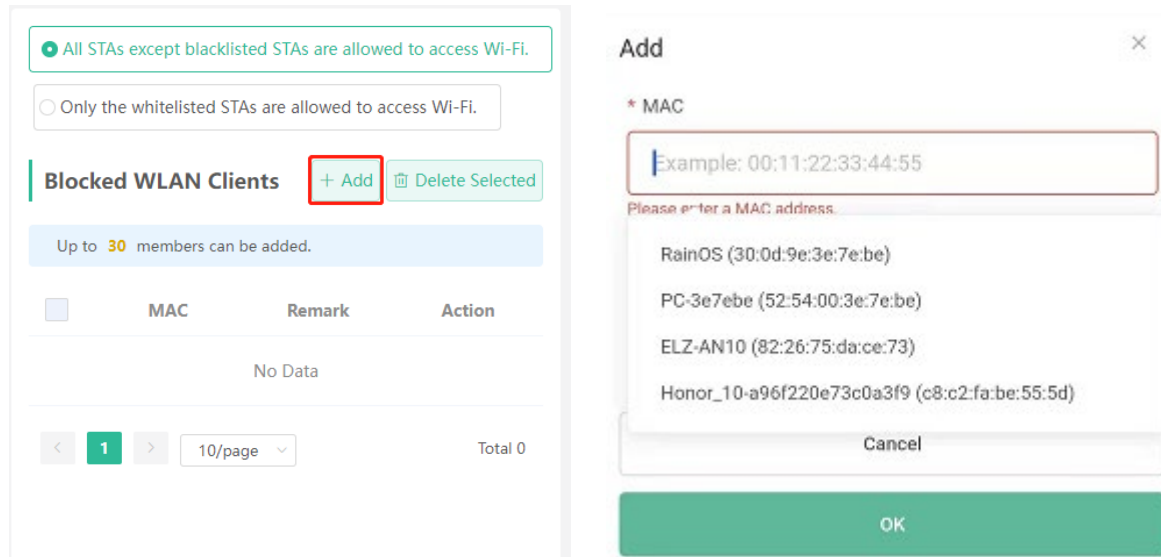 All STAs except blacklisted STAs are allowed to access Wi-Fi.
Only the whitelisted STAs are allowed to access Wi-Fi.
Blocked WLAN Clients + Add Delete Selected
Up to 30 members can be added.
MAC Remark Action
No Data
< 1 > 10/page Total 0
Add ×
* MAC
Example: 00:11:22:33:44:55
Please enter a MAC address.
RainOS (30:0d:9e:3e:7e:be)
PC-3e7ebe (52:54:00:3e:7e:be)
ELZ-AN10 (82:26:75:da:ce:73)
Honor_10-a96f220e73c0a3f9 (c8:c2:fa:be:55:5d)
Cancel
OK